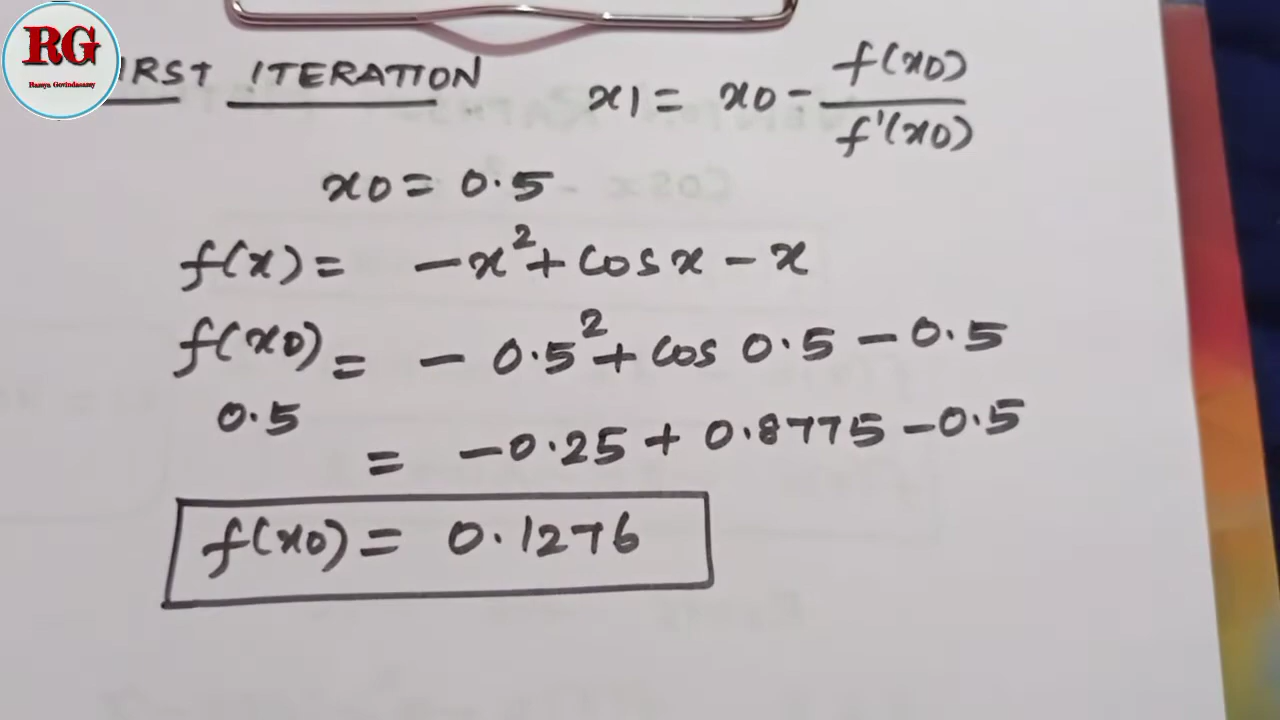 RG
Ramya Govindasamy
IRST ITERATION
x1 = x0 - f(x0) / f'(x0)
x0 = 0.5
f(x) = -x² + cos x - x
f(x0) = - 0.5² + cos 0.5 - 0.5
0.5
= -0.25 + 0.8775 - 0.5
f(x0) = 0.1276